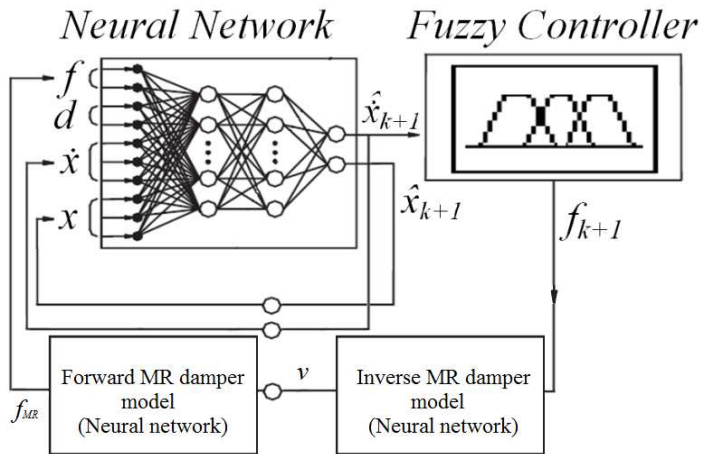 Neural Network
Fuzzy Controller
f
d
ẋ
x
ẋ̂ₖ₊₁
x̂ₖ₊₁
fₖ₊₁
Forward MR damper
model
(Neural network)
v
Inverse MR damper
model
(Neural network)
f_MR